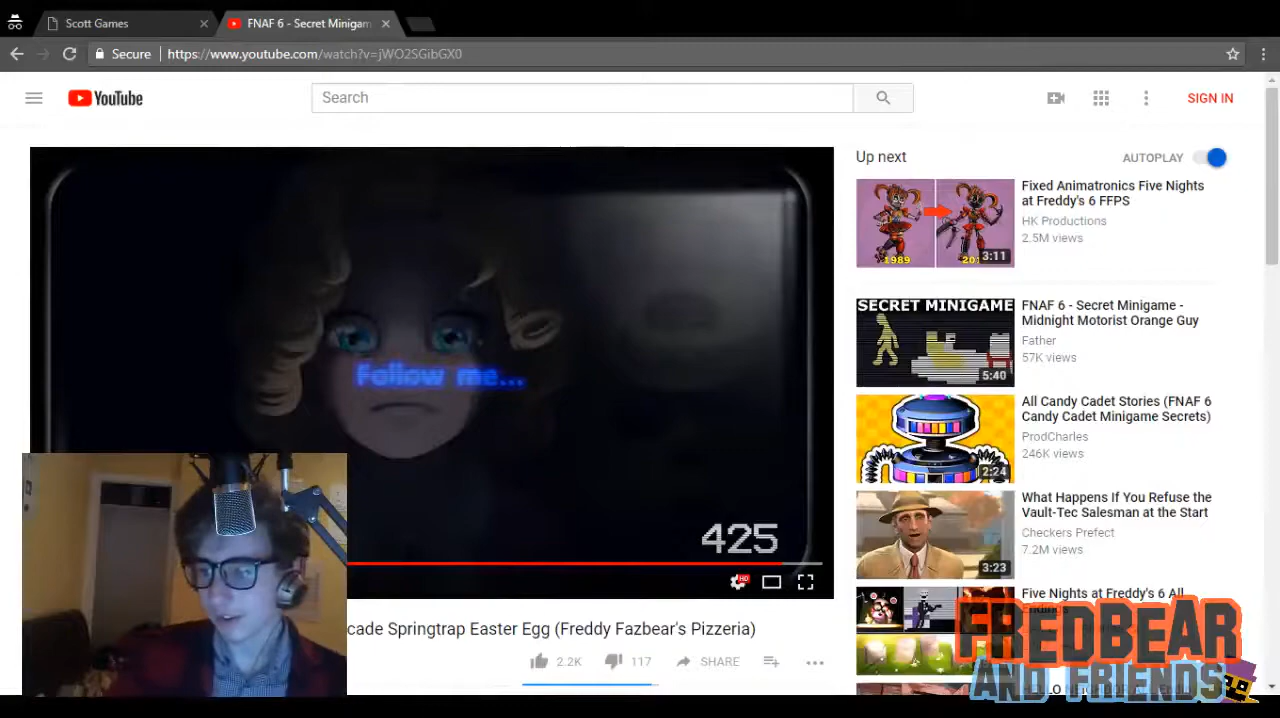 Scott Games
FNAF 6 - Secret Minigam
Secure
https://www.youtube.com/watch?v=jWO2SGibGX0
YouTube
Search
SIGN IN
Follow me...
425
HD
cade Springtrap Easter Egg (Freddy Fazbear's Pizzeria)
2.2K
117
SHARE
Up next
AUTOPLAY
1989
3:11
Fixed Animatronics Five Nights
at Freddy's 6 FFPS
HK Productions
2.5M views
SECRET MINIGAME
5:40
FNAF 6 - Secret Minigame -
Midnight Motorist Orange Guy
Father
57K views
2:24
All Candy Cadet Stories (FNAF 6
Candy Cadet Minigame Secrets)
ProdCharles
246K views
3:23
What Happens If You Refuse the
Vault-Tec Salesman at the Start
Checkers Prefect
7.2M views
Five Nights at Freddy's 6 All
FREDBEAR
AND FRIENDS